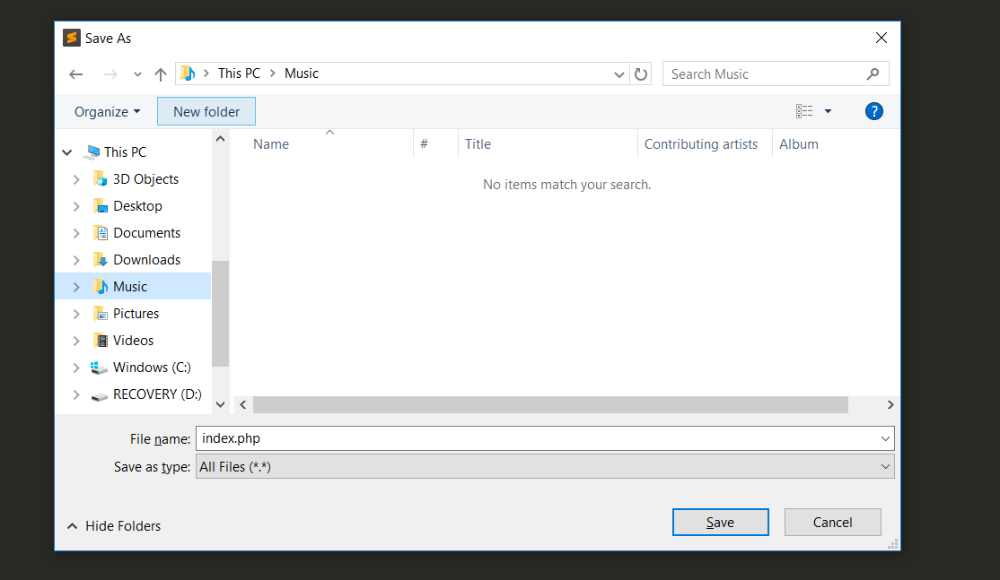 Save As
This PC Music
Search Music
Organize New folder ?
This PC
3D Objects
Desktop
Documents
Downloads
Music
Pictures
Videos
Windows (C:)
RECOVERY (D:)
Name # Title Contributing artists Album
No items match your search.
File name: index.php
Save as type: All Files (*.*)
Hide Folders
Save Cancel